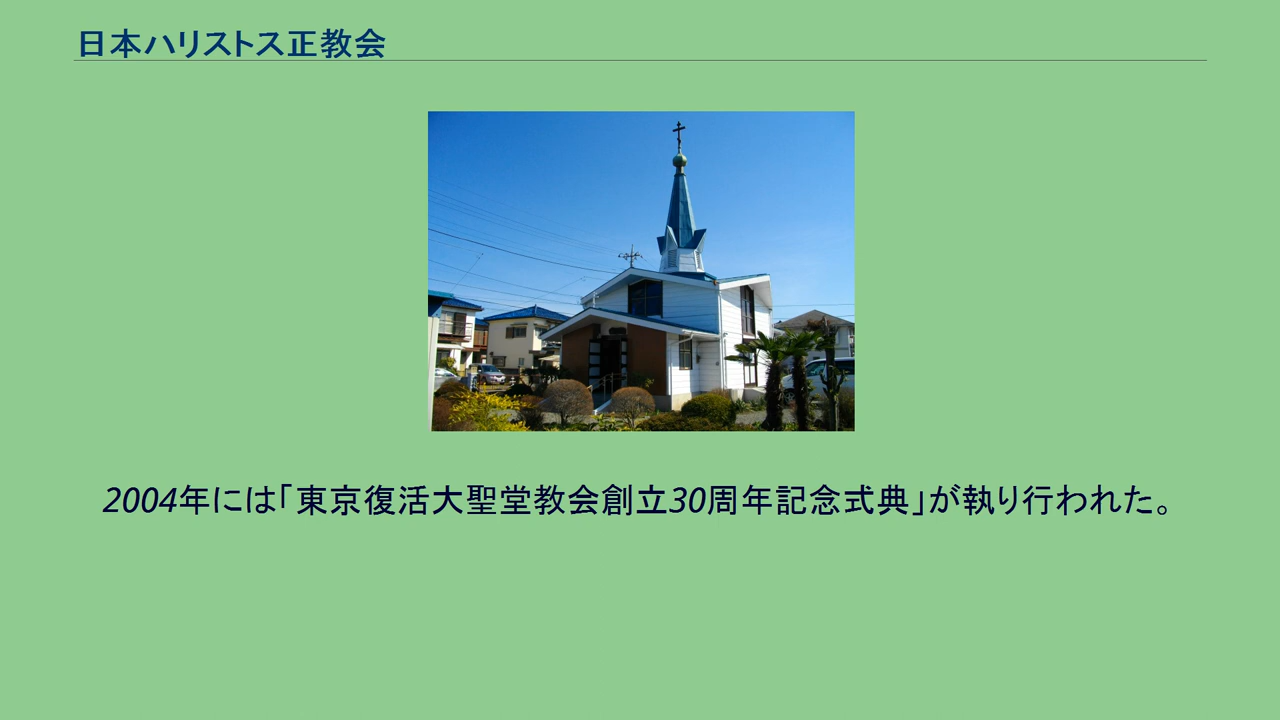 日本ハリストス正教会
2004年には「東京復活大聖堂教会創立30周年記念式典」が執り行われた。